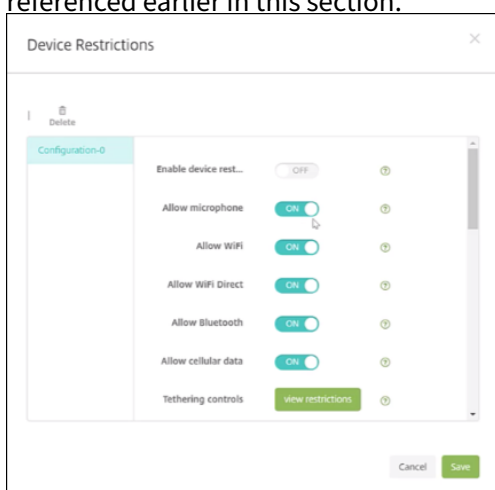 referenced earlier in this section.
Device Restrictions
Delete
Configuration-0
Enable device rest... OFF
Allow microphone ON
Allow WiFi ON
Allow WiFi Direct ON
Allow Bluetooth ON
Allow cellular data ON
Tethering controls view restrictions
Cancel Save